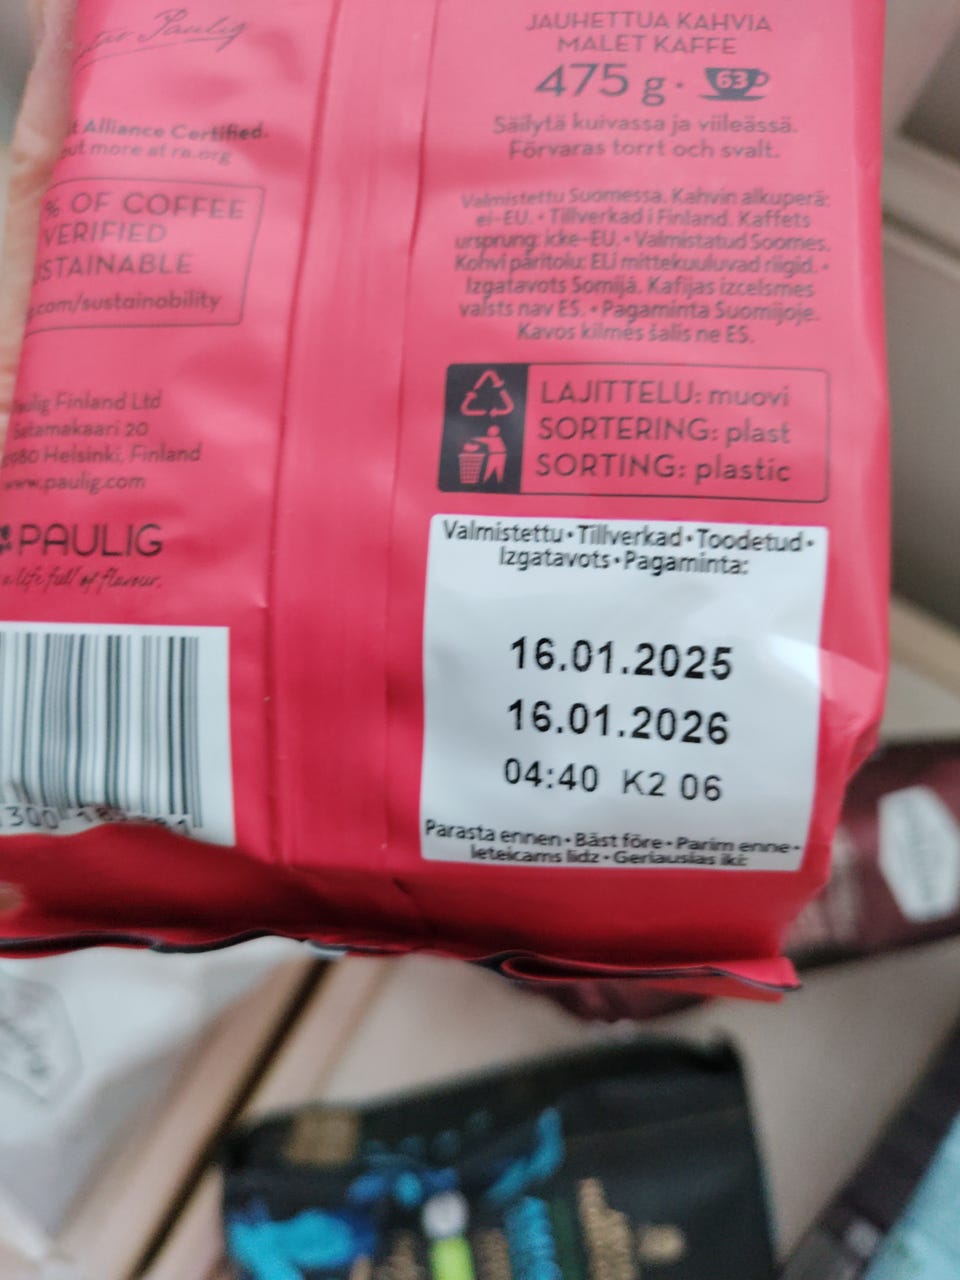 Paulig
Alliance Certified.
out more at ra.org
% OF COFFEE
VERIFIED
STAINABLE
.com/sustainability
Paulig Finland Ltd
Satamakaari 20
00980 Helsinki, Finland
www.paulig.com
PAULIG
a life full of flavour.
JAUHETTUA KAHVIA
MALET KAFFE
475 g · 63
Säilytä kuivassa ja viileässä.
Förvaras torrt och svalt.
Valmistettu Suomessa. Kahvin alkuperä:
ei-EU. • Tillverkad i Finland. Kaffets
ursprung: icke-EU. • Valmistatud Soomes.
Kohvi päritolu: ELi mittekuuluvad riigid. •
Izgatavots Somijā. Kafijas izcelsmes
valsts nav ES. • Pagaminta Suomijoje.
Kavos kilmės šalis ne ES.
LAJITTELU: muovi
SORTERING: plast
SORTING: plastic
Valmistettu • Tillverkad • Toodetud •
Izgatavots • Pagaminta:
16.01.2025
16.01.2026
04:40 K2 06
Parasta ennen • Bäst före • Parim enne •
Ieteicams līdz • Geriausias iki: